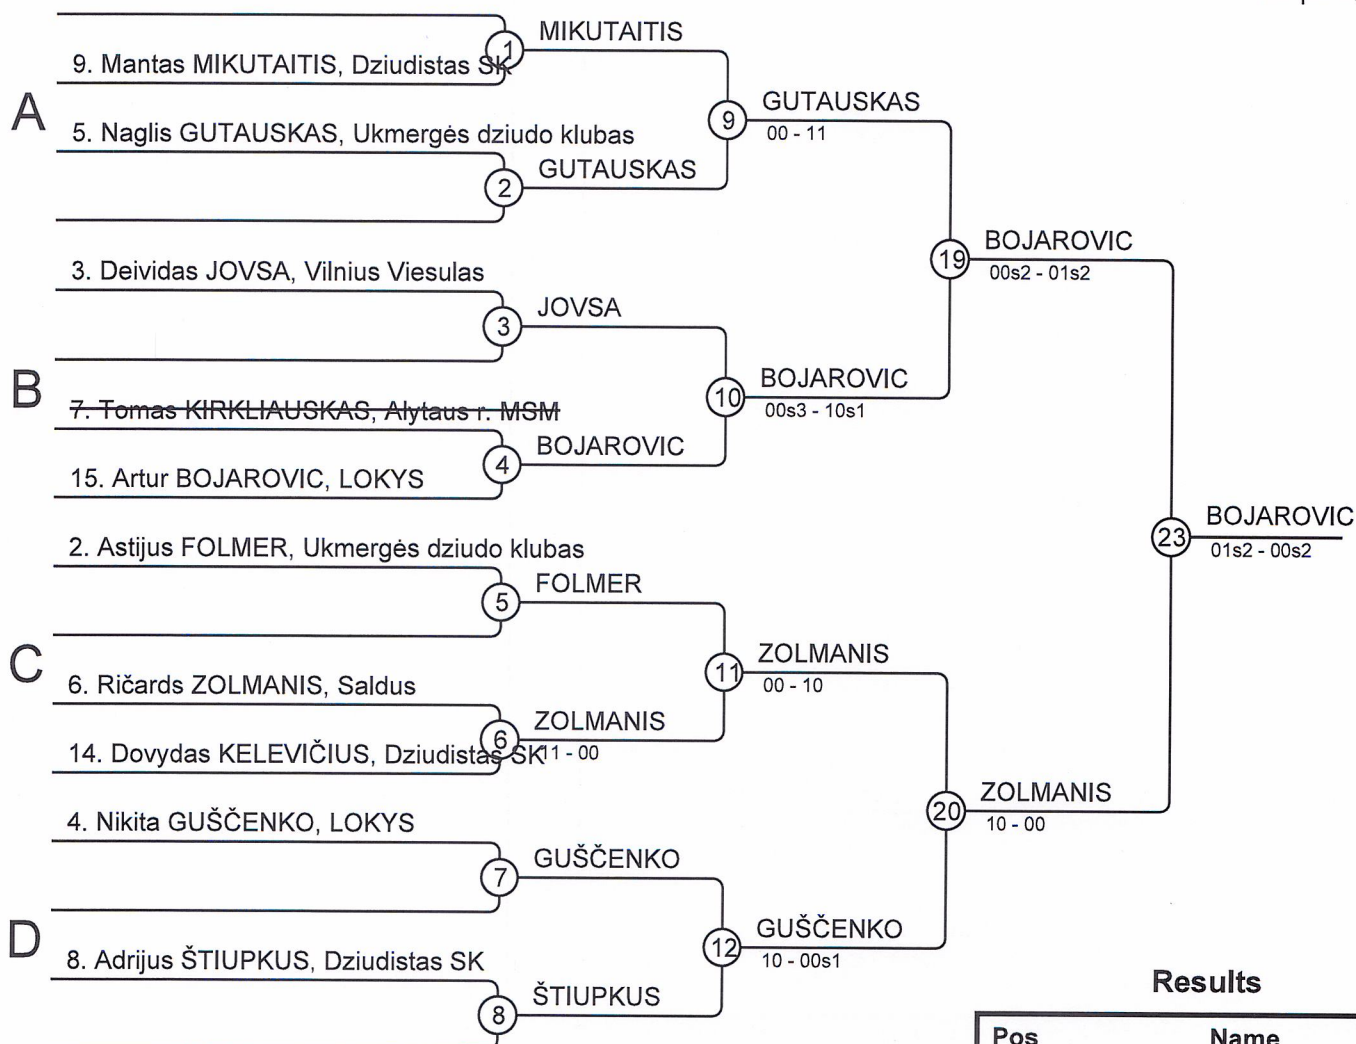 MIKUTAITIS
1
9. Mantas MIKUTAITIS, Dziudistas SK
A
GUTAUSKAS
9
00 - 11
5. Naglis GUTAUSKAS, Ukmergės dziudo klubas
GUTAUSKAS
2
BOJAROVIC
19
00s2 - 01s2
3. Deividas JOVSA, Vilnius Viesulas
JOVSA
3
B
BOJAROVIC
10
00s3 - 10s1
7. Tomas KIRKLIAUSKAS, Alytaus r. MSM
BOJAROVIC
4
15. Artur BOJAROVIC, LOKYS
BOJAROVIC
23
01s2 - 00s2
2. Astijus FOLMER, Ukmergės dziudo klubas
FOLMER
5
C
ZOLMANIS
11
00 - 10
6. Ričards ZOLMANIS, Saldus
ZOLMANIS
6
11 - 00
14. Dovydas KELEVIČIUS, Dziudistas SK
ZOLMANIS
20
10 - 00
4. Nikita GUŠČENKO, LOKYS
GUŠČENKO
7
D
GUŠČENKO
12
10 - 00s1
8. Adrijus ŠTIUPKUS, Dziudistas SK
ŠTIUPKUS
8
Results
Pos Name